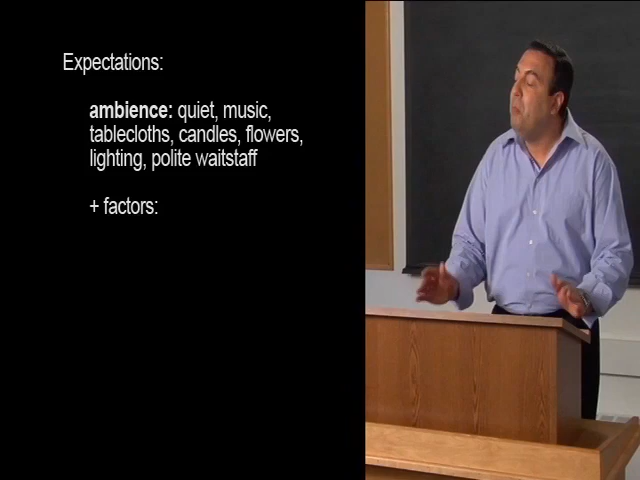 Expectations:
ambience: quiet, music,
tablecloths, candles, flowers,
lighting, polite waitstaff
+ factors: